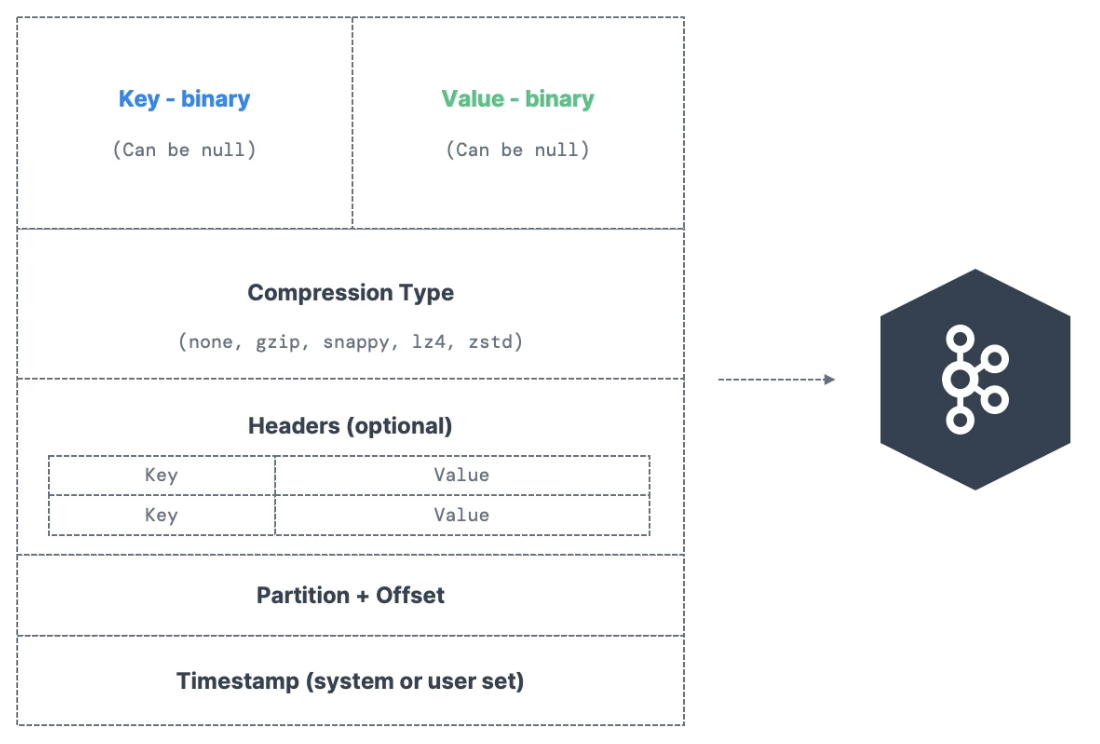 Key - binary
Value - binary
(Can be null)
(Can be null)
Compression Type
(none, gzip, snappy, lz4, zstd)
Headers (optional)
Key
Value
Key
Value
Partition + Offset
Timestamp (system or user set)